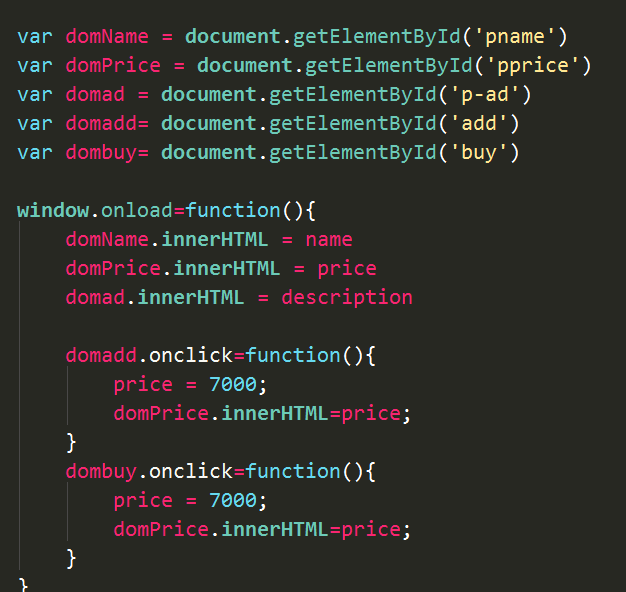 var domName = document.getElementById('pname')
var domPrice = document.getElementById('pprice')
var domad = document.getElementById('p-ad')
var domadd= document.getElementById('add')
var dombuy= document.getElementById('buy')
window.onload=function(){
domName.innerHTML = name
domPrice.innerHTML = price
domad.innerHTML = description
domadd.onclick=function(){
price = 7000;
domPrice.innerHTML=price;
}
dombuy.onclick=function(){
price = 7000;
domPrice.innerHTML=price;
}
}